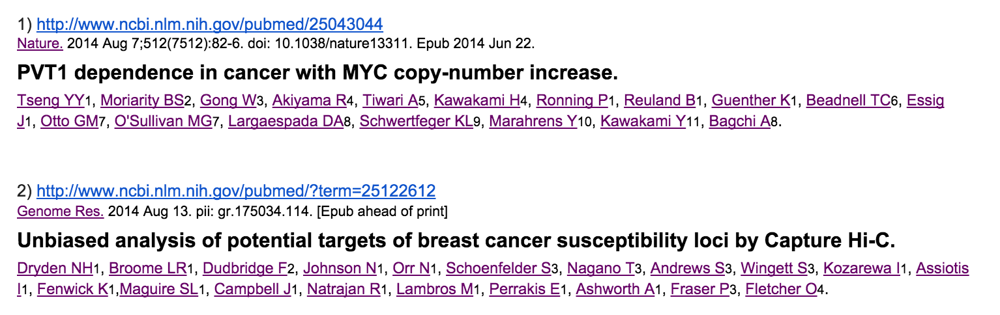 1) http://www.ncbi.nlm.nih.gov/pubmed/25043044
Nature. 2014 Aug 7;512(7512):82-6. doi: 10.1038/nature13311. Epub 2014 Jun 22.
PVT1 dependence in cancer with MYC copy-number increase.
Tseng YY1, Moriarity BS2, Gong W3, Akiyama R4, Tiwari A5, Kawakami H4, Ronning P1, Reuland B1, Guenther K1, Beadnell TC6, Essig
J1, Otto GM7, O'Sullivan MG7, Largaespada DA8, Schwertfeger KL9, Marahrens Y10, Kawakami Y11, Bagchi A8.
2) http://www.ncbi.nlm.nih.gov/pubmed/?term=25122612
Genome Res. 2014 Aug 13. pii: gr.175034.114. [Epub ahead of print]
Unbiased analysis of potential targets of breast cancer susceptibility loci by Capture Hi-C.
Dryden NH1, Broome LR1, Dudbridge F2, Johnson N1, Orr N1, Schoenfelder S3, Nagano T3, Andrews S3, Wingett S3, Kozarewa I1, Assiotis
I1, Fenwick K1,Maguire SL1, Campbell J1, Natrajan R1, Lambros M1, Perrakis E1, Ashworth A1, Fraser P3, Fletcher O4.